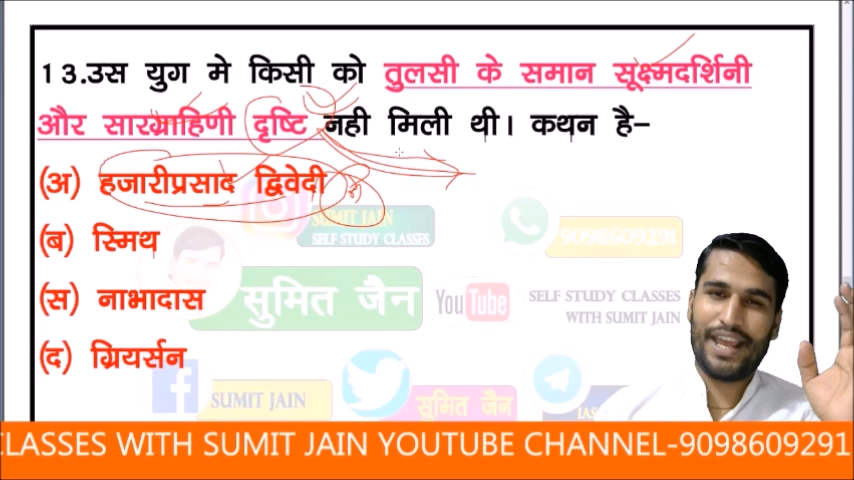 13.उस युग मे किसी को तुलसी के समान सूक्ष्मदर्शिनी
और सारग्राहिणी दृष्टि नही मिली थी। कथन है-
(अ) हजारीप्रसाद द्विवेदी
(ब) स्मिथ
(स) नाभादास
(द) ग्रियर्सन
SUMIT JAIN
SELF STUDY CLASSES
9098609291
सुमित जैन
YouTube
SELF STUDY CLASSES
WITH SUMIT JAIN
SUMIT JAIN
सुमित जैन
IAS
CLASSES WITH SUMIT JAIN YOUTUBE CHANNEL-9098609291